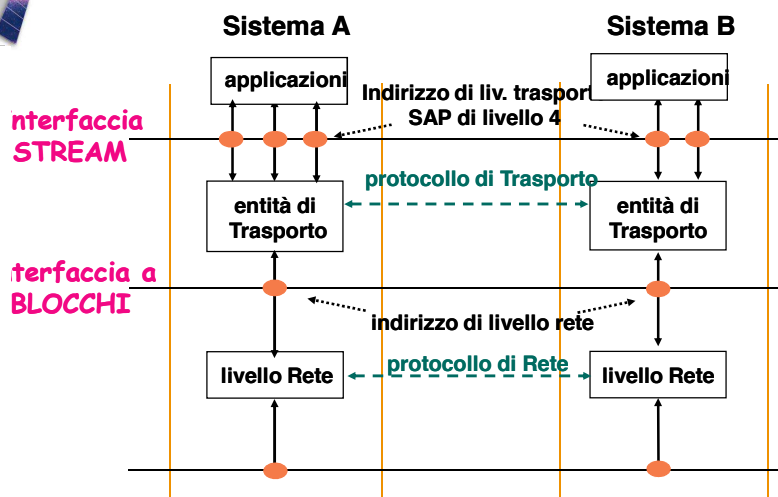 Sistema A
Sistema B
applicazioni
applicazioni
Indirizzo di liv. trasport
SAP di livello 4
nterfaccia
STREAM
protocollo di Trasporto
entità di
Trasporto
entità di
Trasporto
terfaccia a
BLOCCHI
indirizzo di livello rete
protocollo di Rete
livello Rete
livello Rete